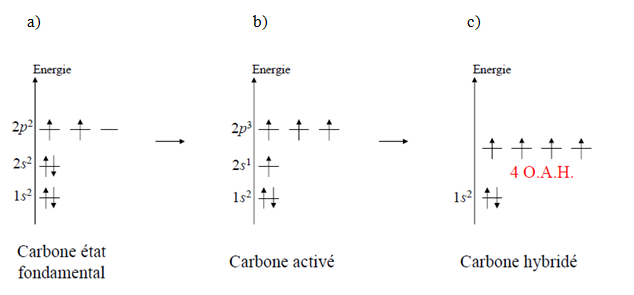 a) b) c)
Energie Energie Energie
2p² 2p³
4 O.A.H.
2s² 2s¹
1s² 1s² 1s²
Carbone état
fondamental
Carbone activé
Carbone hybridé